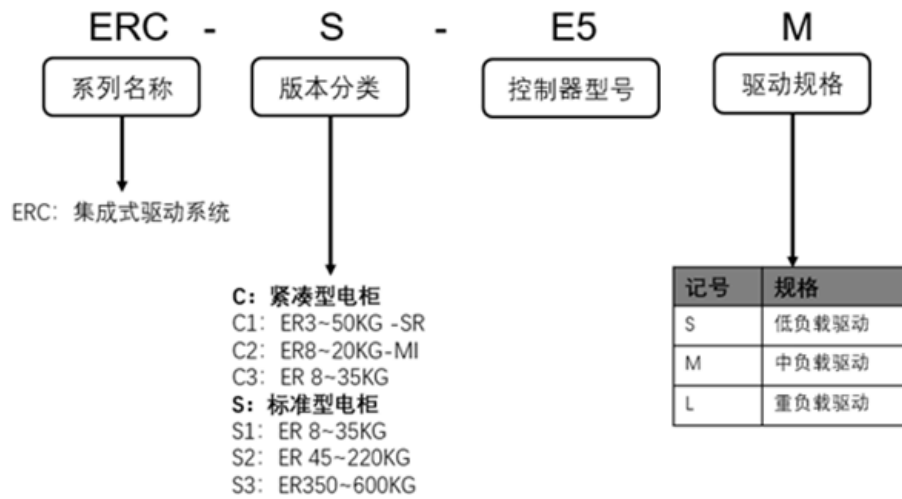 ERC - S - E5 M
系列名称 版本分类 控制器型号 驱动规格
ERC：集成式驱动系统
C：紧凑型电柜
C1：ER3~50KG -SR
C2：ER8~20KG-MI
C3：ER 8~35KG
S：标准型电柜
S1：ER 8~35KG
S2：ER 45~220KG
S3：ER350~600KG
记号 规格
S 低负载驱动
M 中负载驱动
L 重负载驱动